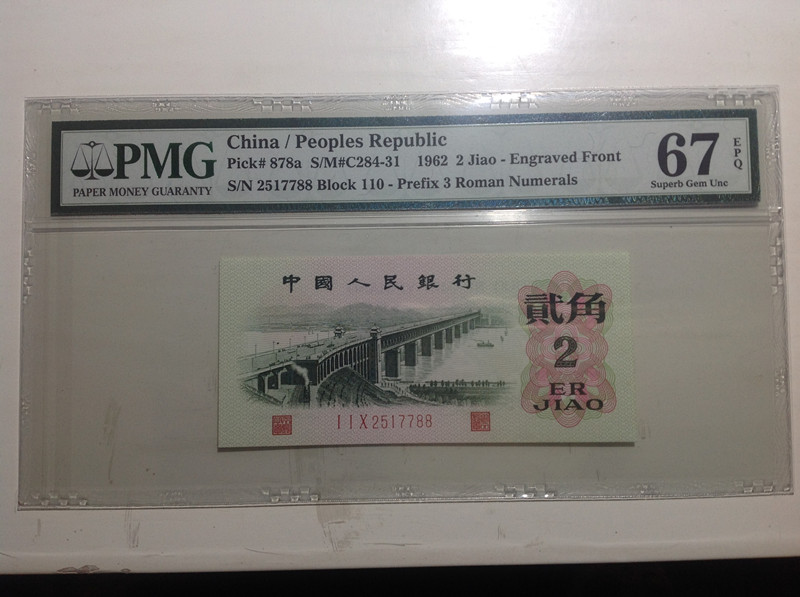 PMG
PAPER MONEY GUARANTY
China / Peoples Republic
Pick# 878a S/M#C284-31 1962 2 Jiao - Engraved Front
S/N 2517788 Block 110 - Prefix 3 Roman Numerals
67
EPQ
Superb Gem Unc
中國人民銀行
貳角
2
ER
JIAO
I I X 2517788